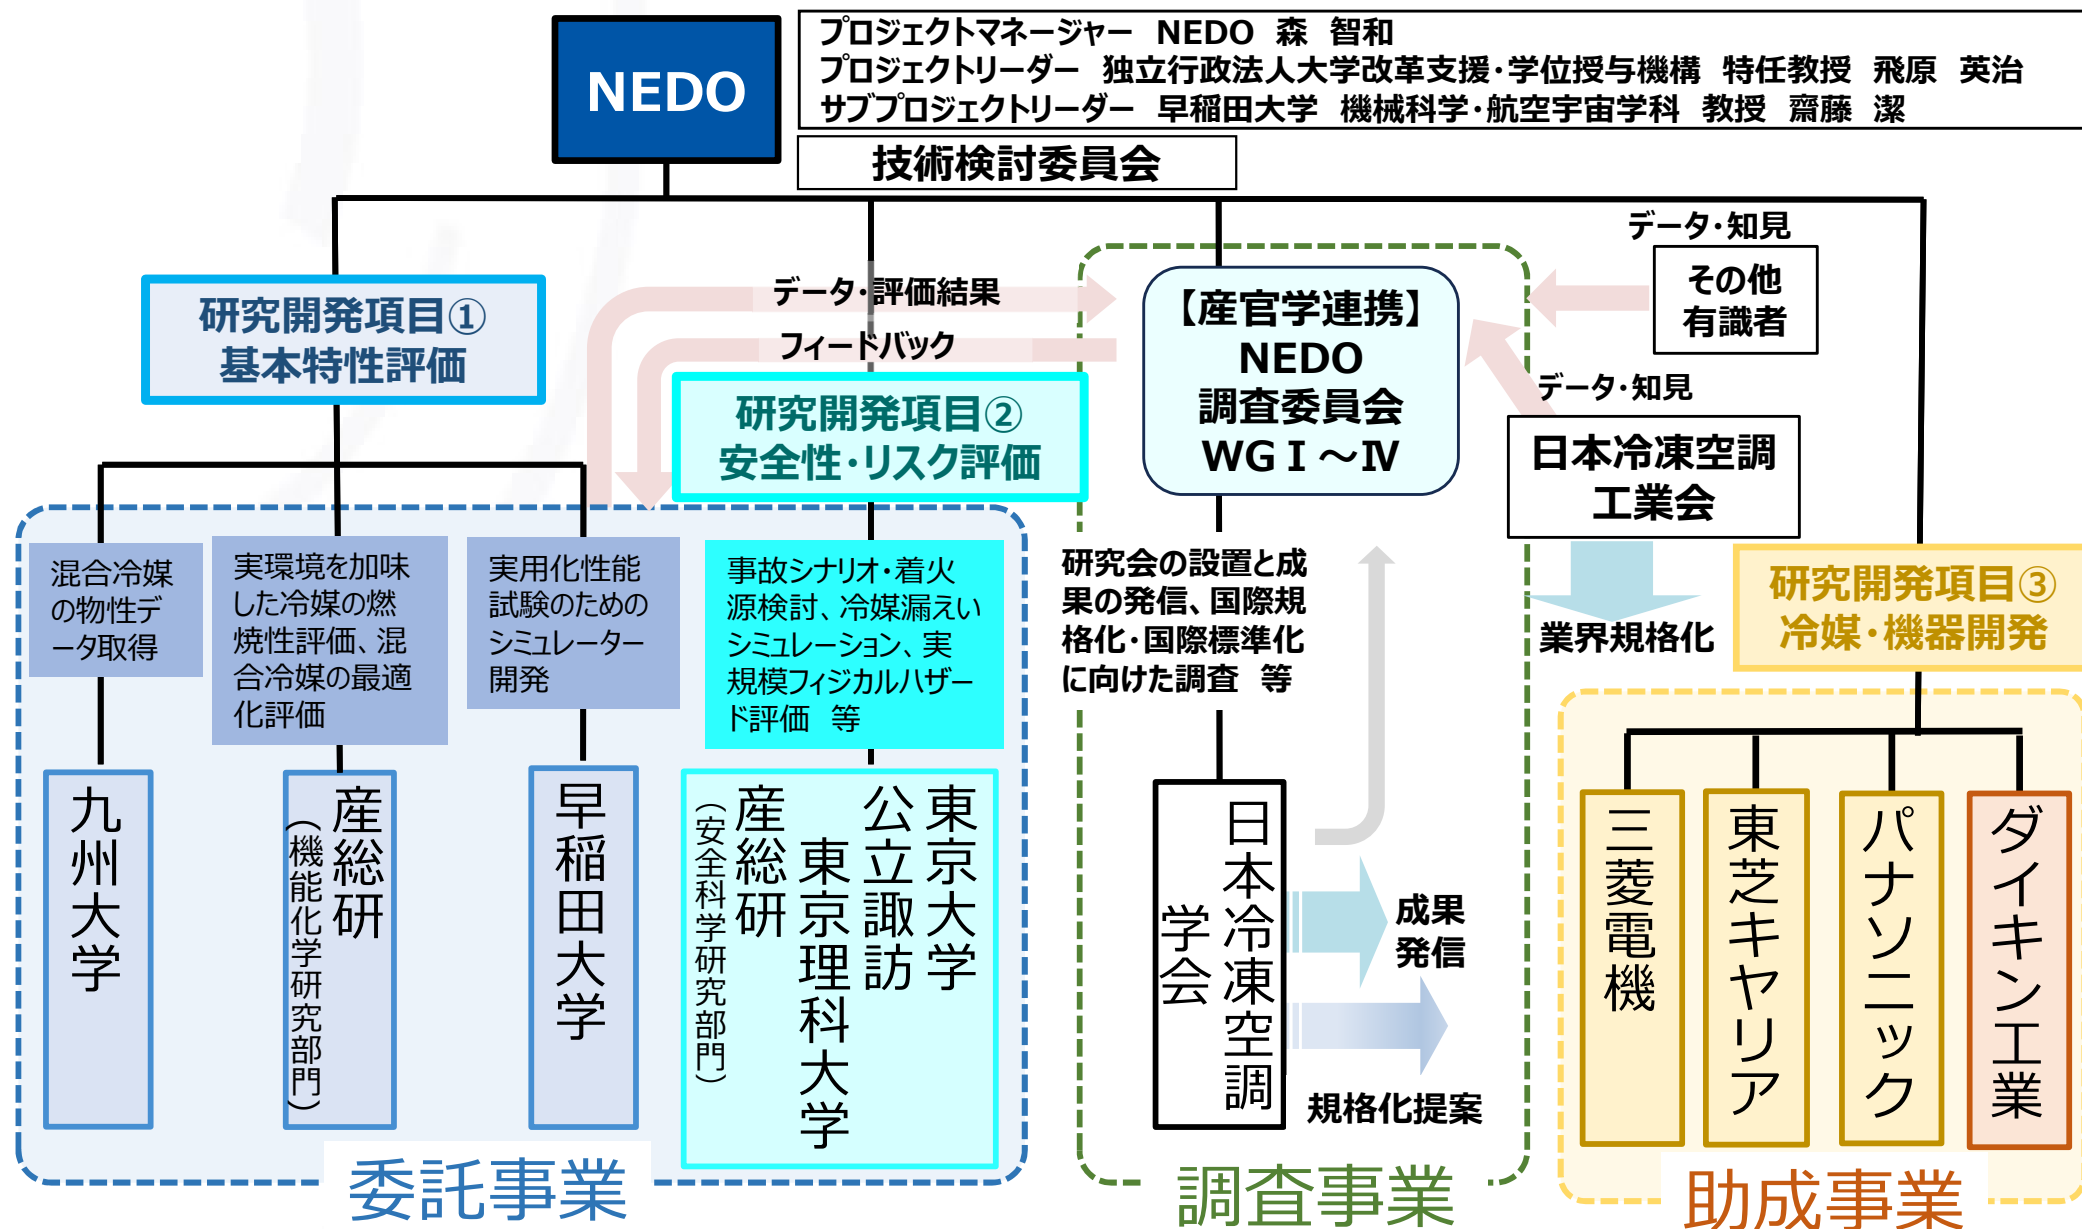 NEDO
プロジェクトマネージャー NEDO 森 智和
プロジェクトリーダー 独立行政法人大学改革支援・学位授与機構 特任教授 飛原 英治
サブプロジェクトリーダー 早稲田大学 機械科学・航空宇宙学科 教授 齋藤 潔
技術検討委員会
研究開発項目①
基本特性評価
データ・評価結果
フィードバック
研究開発項目②
安全性・リスク評価
【産官学連携】
NEDO
調査委員会
WGⅠ～Ⅳ
データ・知見
その他
有識者
データ・知見
日本冷凍空調
工業会
業界規格化
研究開発項目③
冷媒・機器開発
混合冷媒
の物性デ
ータ取得
実環境を加味
した冷媒の燃
焼性評価、混
合冷媒の最適
化評価
実用化性能
試験のための
シミュレーター
開発
事故シナリオ・着火
源検討、冷媒漏えい
シミュレーション、実
規模フィジカルハザー
ド評価 等
研究会の設置と成
果の発信、国際規
格化・国際標準化
に向けた調査 等
九州大学
産総研
（機能化学研究部門）
早稲田大学
東京大学
公立諏訪
東京理科大学
産総研
（安全科学研究部門）
日本冷凍空調
学会
成果
発信
規格化提案
三菱電機
東芝キヤリア
パナソニック
ダイキン工業
委託事業
調査事業
助成事業